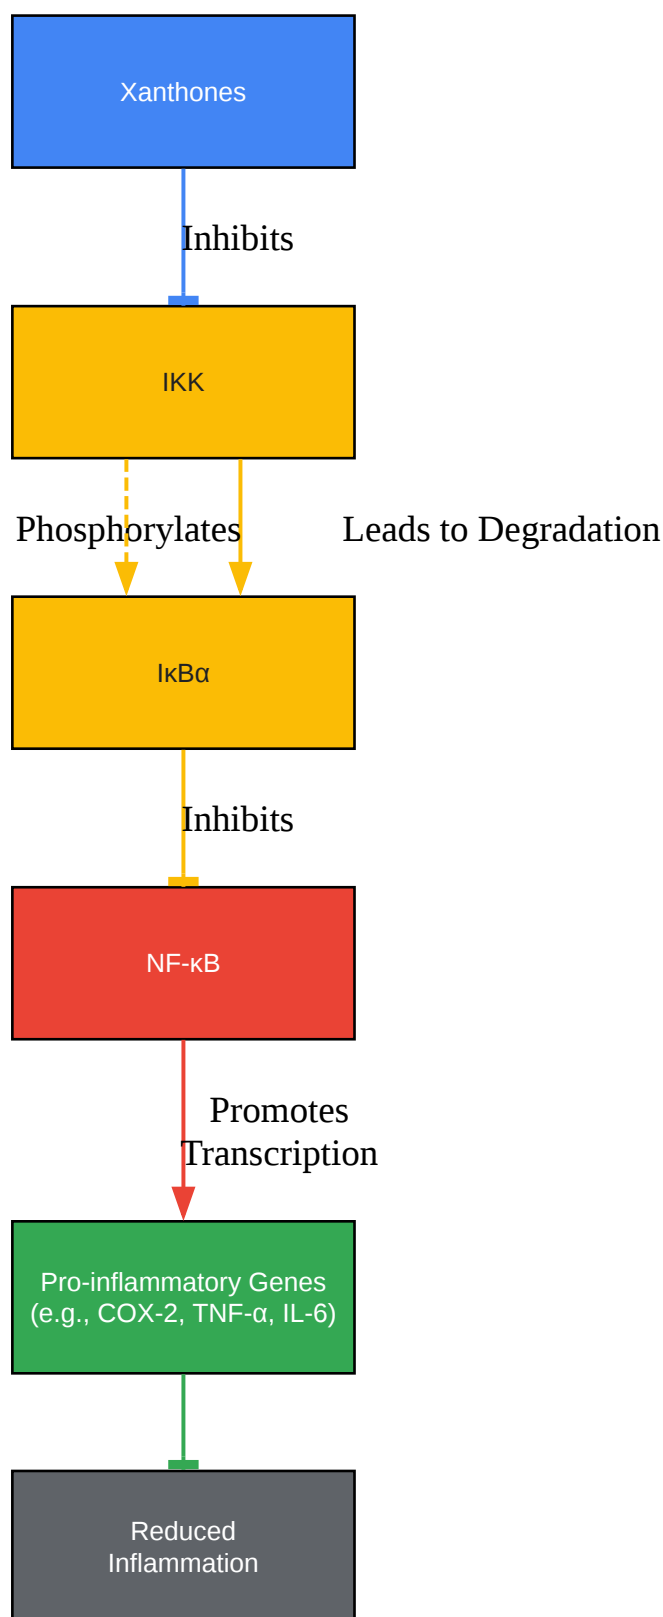 Xanthones
Inhibits
IKK
Phosphorylates
Leads to Degradation
IκBα
Inhibits
NF-κB
Promotes
Transcription
Pro-inflammatory Genes
(e.g., COX-2, TNF-α, IL-6)
Reduced
Inflammation